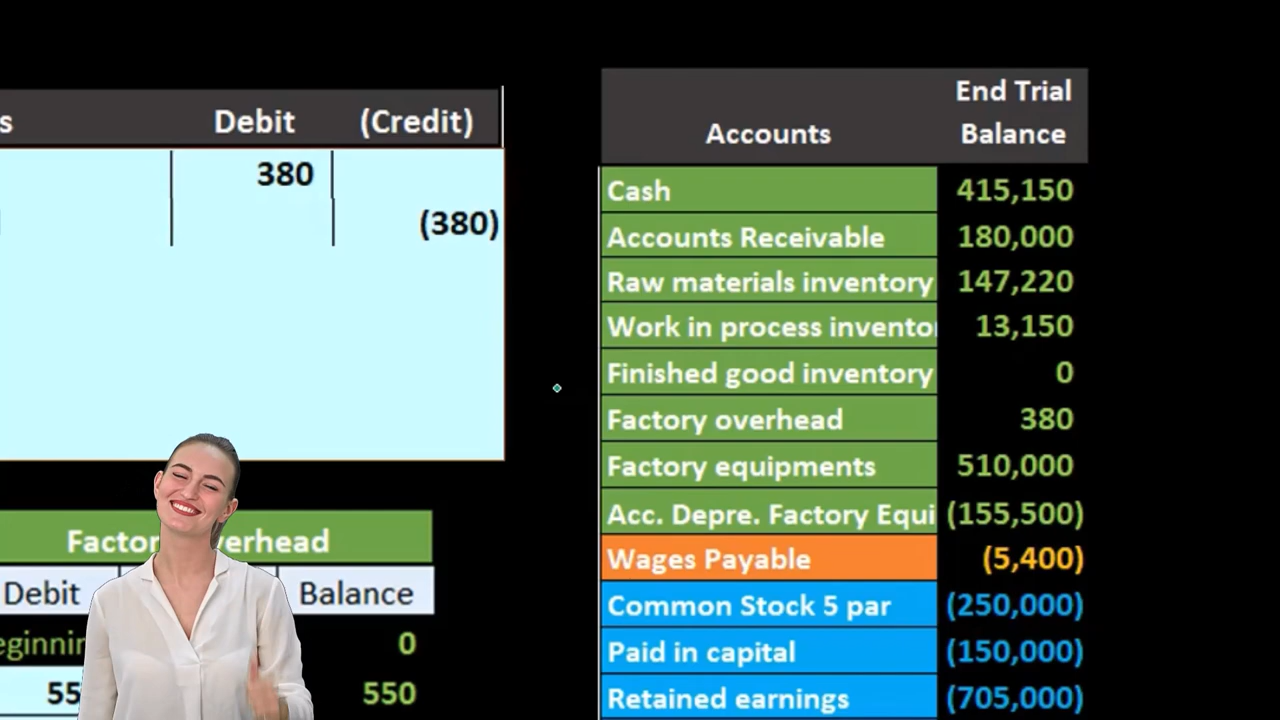 s Debit (Credit)
380
(380)
Accounts End Trial Balance
Cash 415,150
Accounts Receivable 180,000
Raw materials inventory 147,220
Work in process invento 13,150
Finished good inventory 0
Factory overhead 380
Factory equipments 510,000
Acc. Depre. Factory Equi (155,500)
Wages Payable (5,400)
Common Stock 5 par (250,000)
Paid in capital (150,000)
Retained earnings (705,000)
Factor verhead
Debit Balance
eginnin 0
55 550